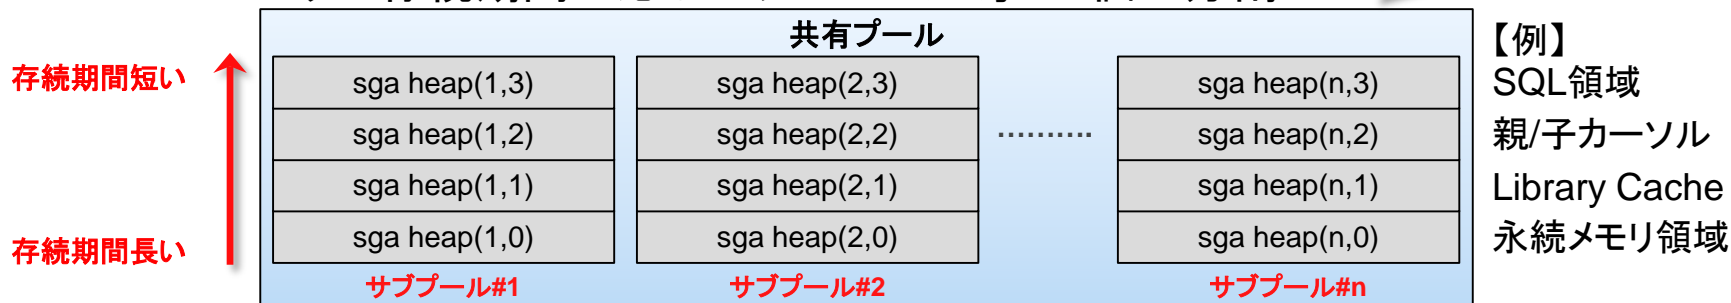 共有プール
【例】
存続期間短い
sga heap(1,3)
sga heap(2,3)
sga heap(n,3)
SQL領域
sga heap(1,2)
sga heap(2,2)
..........
sga heap(n,2)
親/子カーソル
sga heap(1,1)
sga heap(2,1)
sga heap(n,1)
Library Cache
存続期間長い
sga heap(1,0)
sga heap(2,0)
sga heap(n,0)
永続メモリ領域
サブプール#1
サブプール#2
サブプール#n